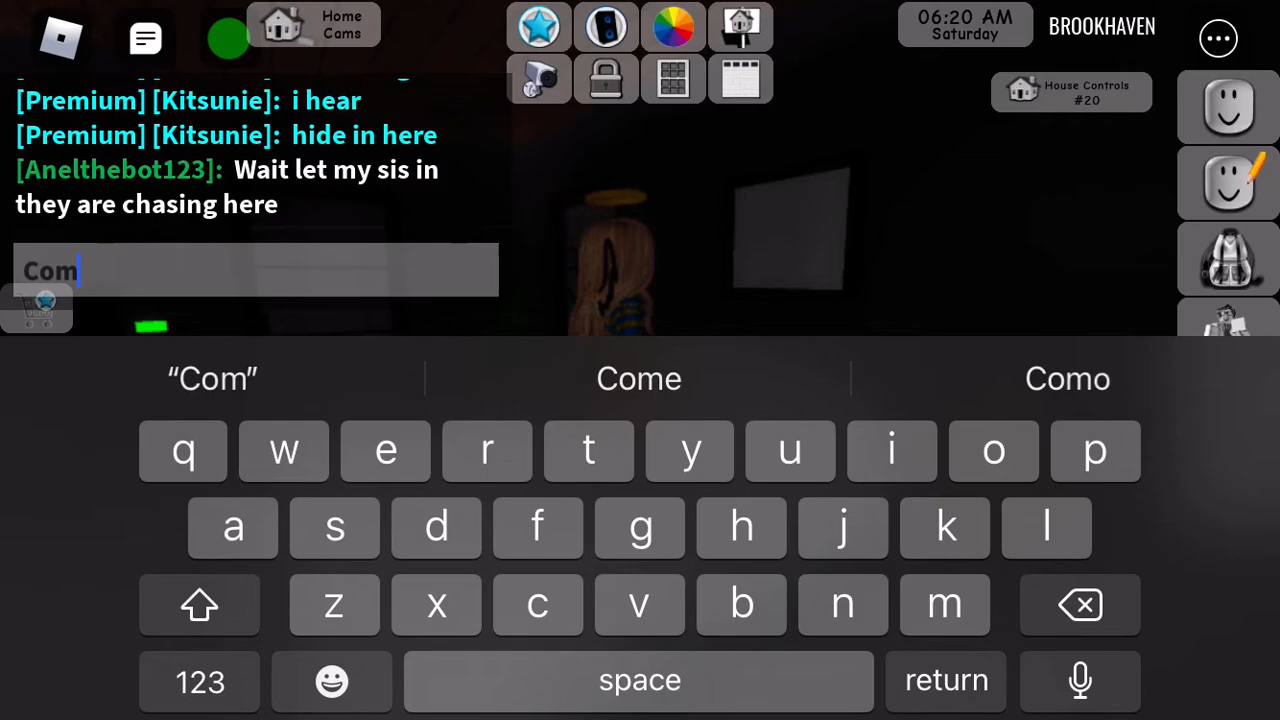 Home
Cams
06:20 AM
Saturday
BROOKHAVEN
House Controls
#20
[Premium] [Kitsunie]: i hear
[Premium] [Kitsunie]: hide in here
[Anelthebot123]: Wait let my sis in
they are chasing here
Com
“Com” Come Como
q w e r t y u i o p
a s d f g h j k l
z x c v b n m
123 space return